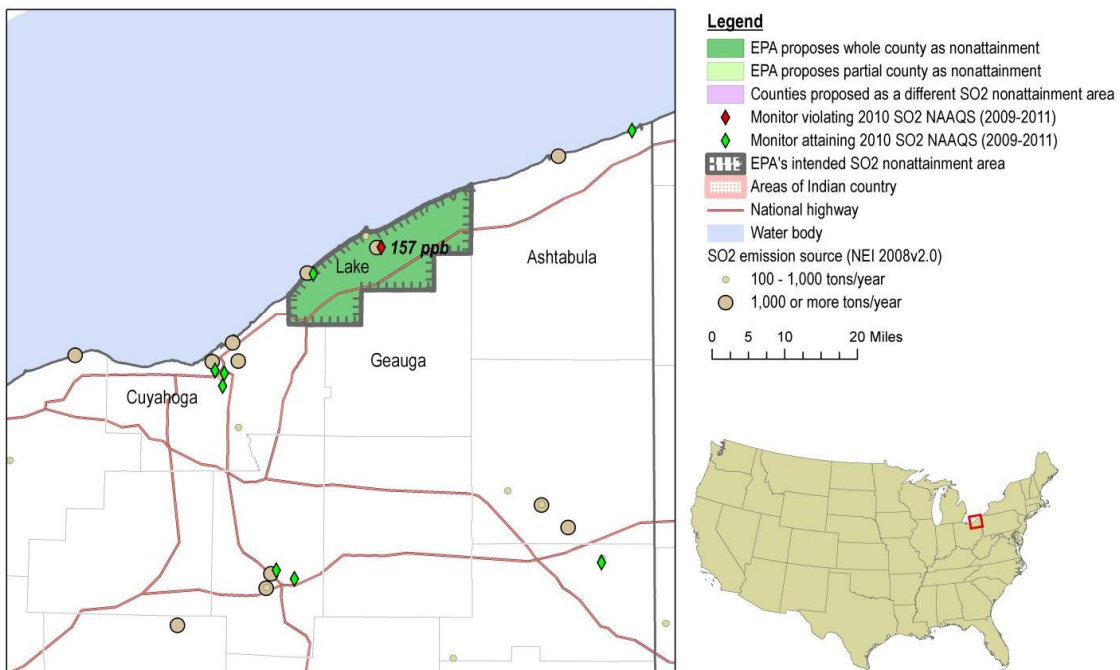 157 ppb
Lake
Ashtabula
Geauga
Cuyahoga
Legend
EPA proposes whole county as nonattainment
EPA proposes partial county as nonattainment
Counties proposed as a different SO2 nonattainment area
Monitor violating 2010 SO2 NAAQS (2009-2011)
Monitor attaining 2010 SO2 NAAQS (2009-2011)
EPA's intended SO2 nonattainment area
Areas of Indian country
National highway
Water body
SO2 emission source (NEI 2008v2.0)
100 - 1,000 tons/year
1,000 or more tons/year
0 5 10 20 Miles